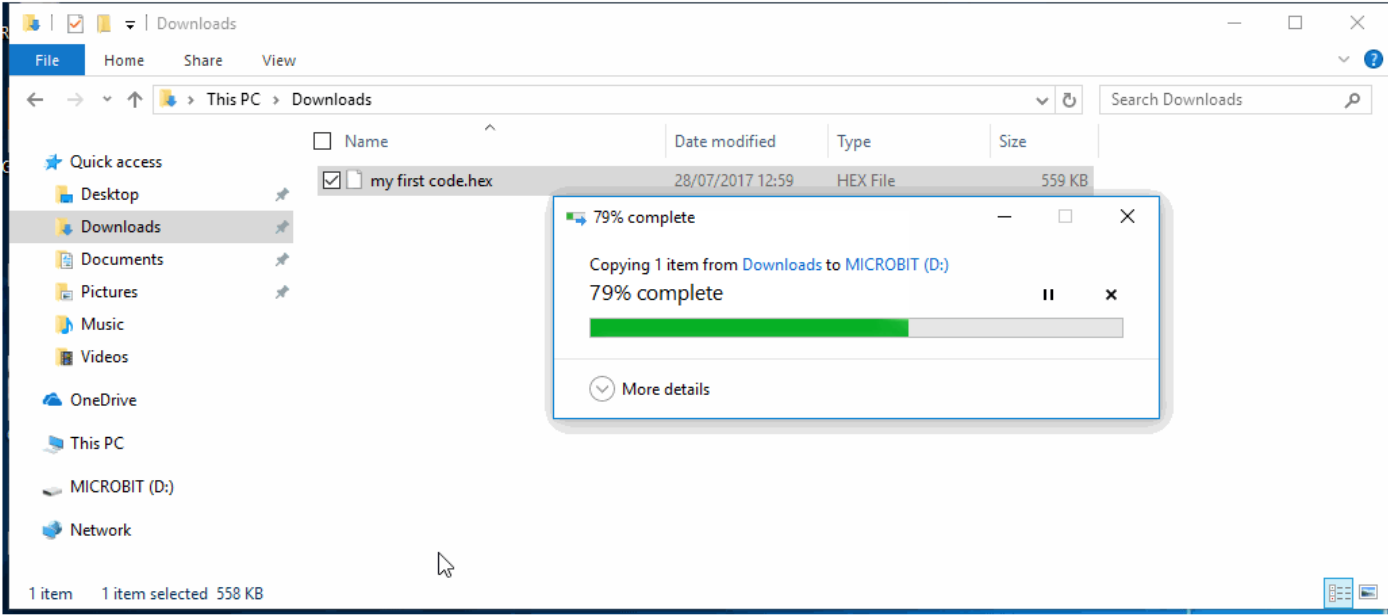 Downloads
File Home Share View
This PC > Downloads
Search Downloads
Name Date modified Type Size
my first code.hex 28/07/2017 12:59 HEX File 559 KB
Quick access
Desktop
Downloads
Documents
Pictures
Music
Videos
OneDrive
This PC
MICROBIT (D:)
Network
79% complete
Copying 1 item from Downloads to MICROBIT (D:)
79% complete
More details
1 item 1 item selected 558 KB